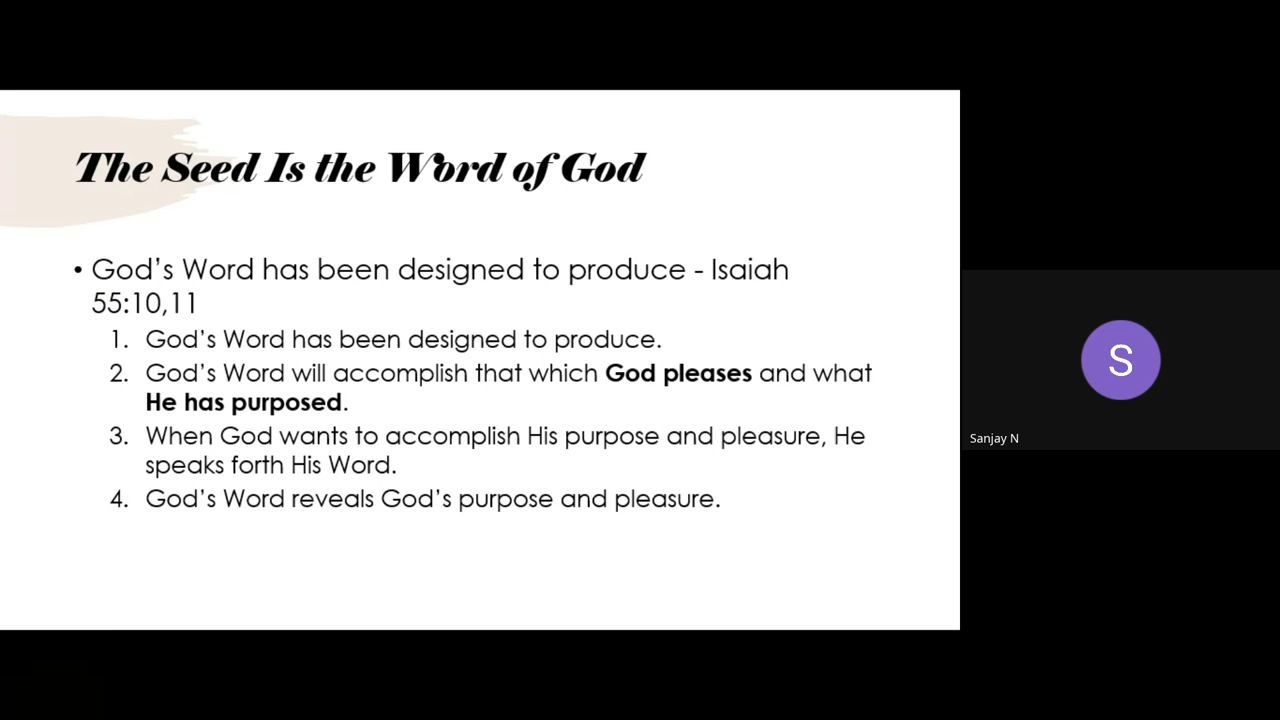 The Seed Is the Word of God
• God's Word has been designed to produce - Isaiah
55:10,11
1. God's Word has been designed to produce.
2. God's Word will accomplish that which God pleases and what
He has purposed.
3. When God wants to accomplish His purpose and pleasure, He
speaks forth His Word.
4. God's Word reveals God's purpose and pleasure.
S
Sanjay N